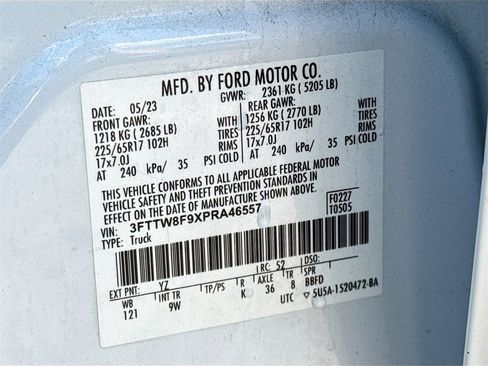 MFD. BY FORD MOTOR CO.
05/23 GVWR: 2361 KG ( 5205 LB)
FRONT GAWR: REAR GAWR:
1218 KG ( 2685 LB) WITH 1256 KG ( 2770 LB) WITH
225/65R17 102H TIRES 225/65R17 102H TIRES
17x7.0J RIMS 17x7.0J RIMS
AT 240 kPa/ 35 PSI COLD AT 240 kPa/ 35 PSI COLD
THIS VEHICLE CONFORMS TO ALL APPLICABLE FEDERAL MOTOR
VEHICLE SAFETY AND THEFT PREVENTION STANDARDS IN
EFFECT ON THE DATE OF MANUFACTURE SHOWN ABOVE.
VIN: 3FTTW8F9XPRA46557 F0227
TYPE: Truck T0505
EXT PNT: YZ RC: 52 DSO:
WB INT TR TP/PS R AXLE TR SPR
121 9W K 36 8 BBFD
UTC ▽ 5U5A-1520472-BA